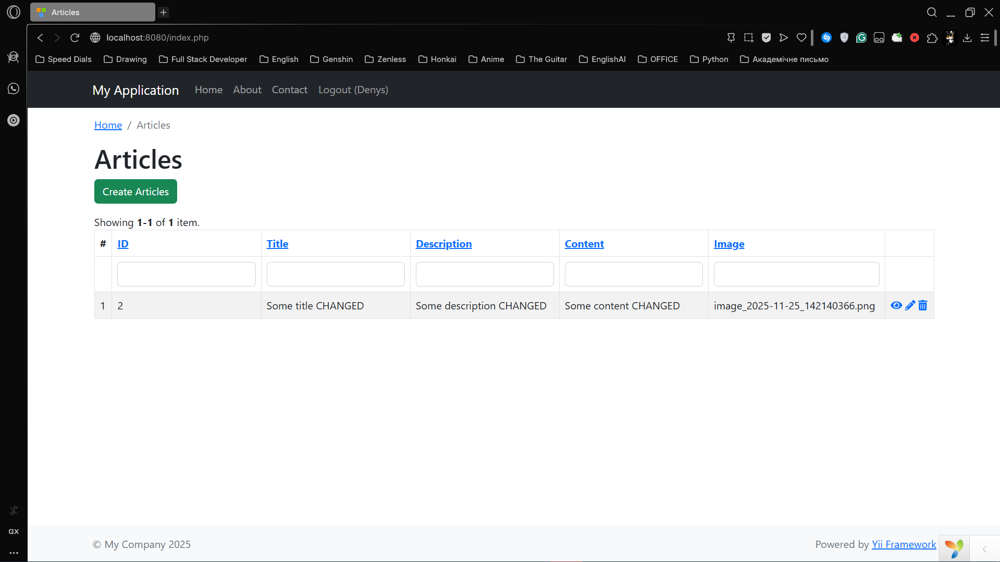 Articles
localhost:8080/index.php
Speed Dials Drawing Full Stack Developer English Genshin Zenless Honkai Anime The Guitar EnglishAI OFFICE Python Академічне письмо
My Application Home About Contact Logout (Denys)
Home / Articles
Articles
Create Articles
Showing 1-1 of 1 item.
# ID Title Description Content Image
1 2 Some title CHANGED Some description CHANGED Some content CHANGED image_2025-11-25_142140366.png
GX
© My Company 2025 Powered by Yii Framework